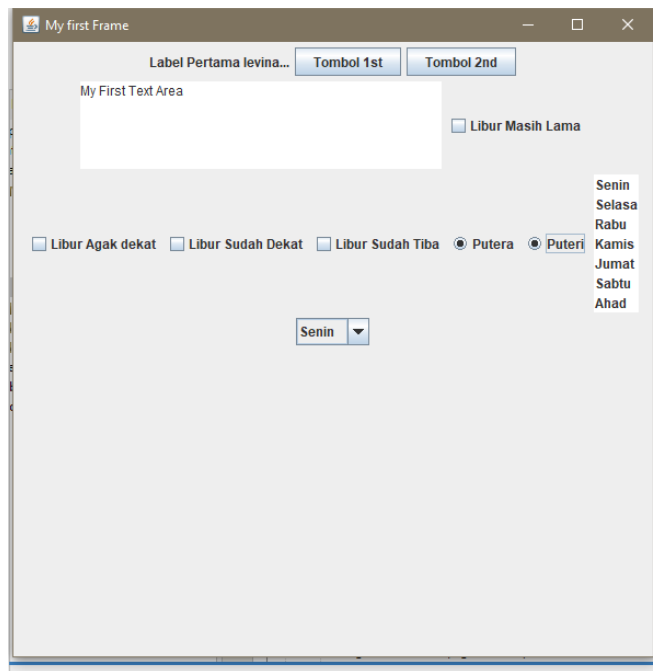 My first Frame
Label Pertama levina... Tombol 1st Tombol 2nd
My First Text Area
Libur Masih Lama
Libur Agak dekat Libur Sudah Dekat Libur Sudah Tiba Putera Puteri
Senin
Selasa
Rabu
Kamis
Jumat
Sabtu
Ahad
Senin